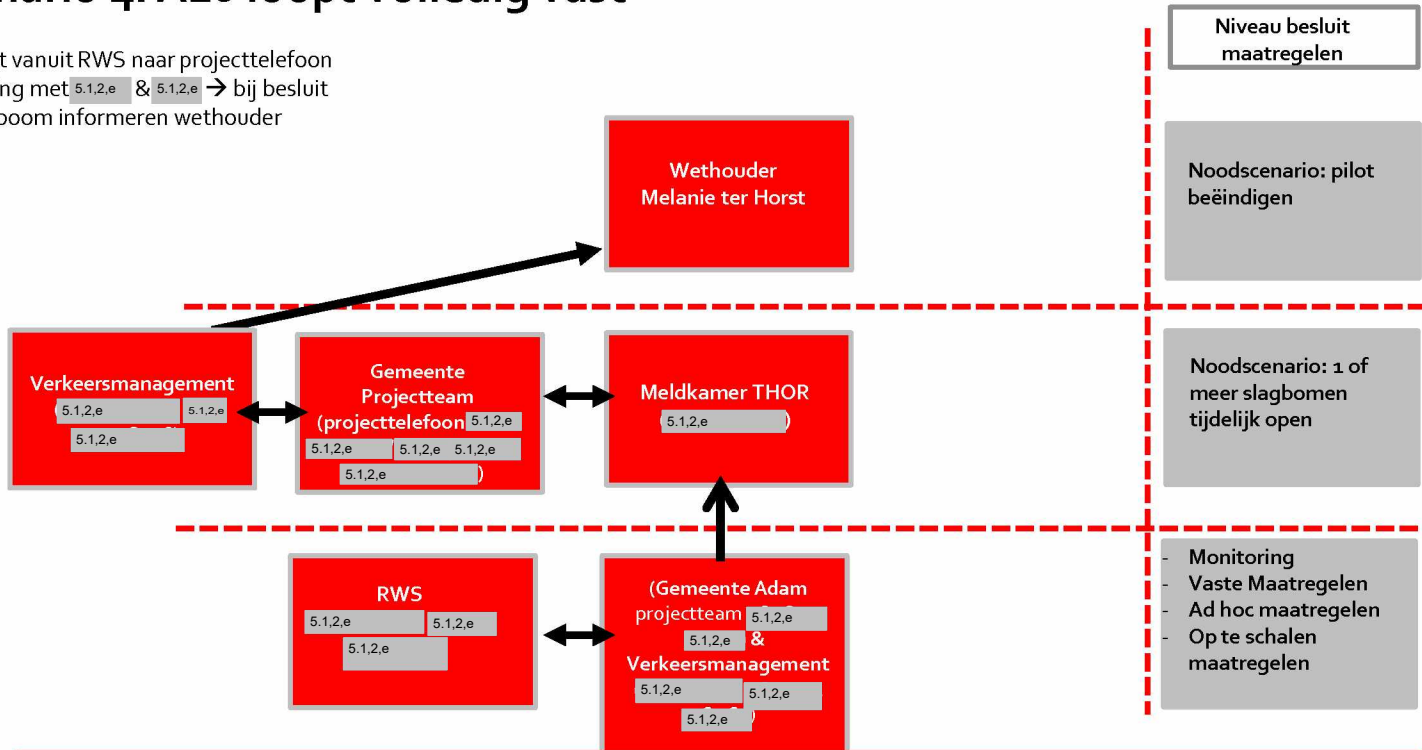 4: A10 loopt volledig vast
t vanuit RWS naar projecttelefoon
ng met 5.1,2,e & 5.1,2,e → bij besluit
boom informeren wethouder
Niveau besluit
maatregelen
Wethouder
Melanie ter Horst
Noodscenario: pilot
beëindigen
Verkeersmanagement
( 5.1,2,e 5.1,2,e
5.1,2,e
Gemeente
Projectteam
(projecttelefoon 5.1,2,e
5.1,2,e 5.1,2,e 5.1,2,e
5.1,2,e )
Meldkamer THOR
( 5.1,2,e )
Noodscenario: 1 of
meer slagbomen
tijdelijk open
RWS
5.1,2,e 5.1,2,e
5.1,2,e
(Gemeente Adam
projectteam 5.1,2,e
5.1,2,e &
Verkeersmanagement
5.1,2,e 5.1,2,e
5.1,2,e )
- Monitoring
- Vaste Maatregelen
- Ad hoc maatregelen
- Op te schalen
maatregelen